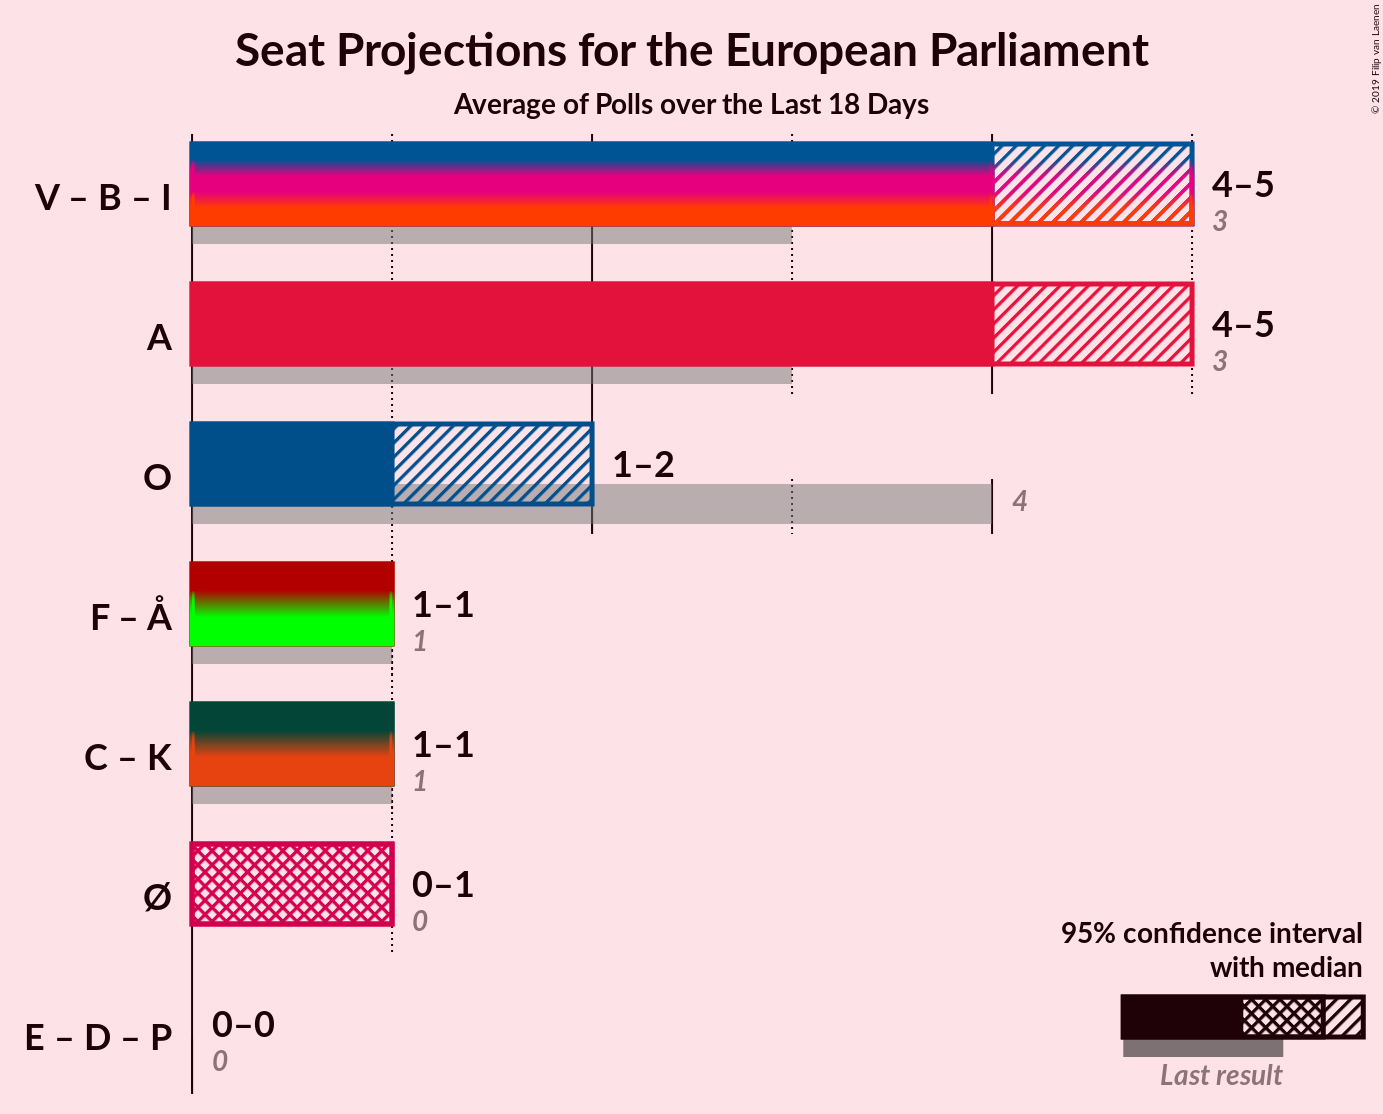 Seat Projections for the European Parliament
Average of Polls over the Last 18 Days
© 2019 Filip van Laenen
V – B – I
4–5
3
A
4–5
3
O
1–2
4
F – Å
1–1
1
C – K
1–1
1
Ø
0–1
0
E – D – P
0–0
0
95% confidence interval
with median
Last result